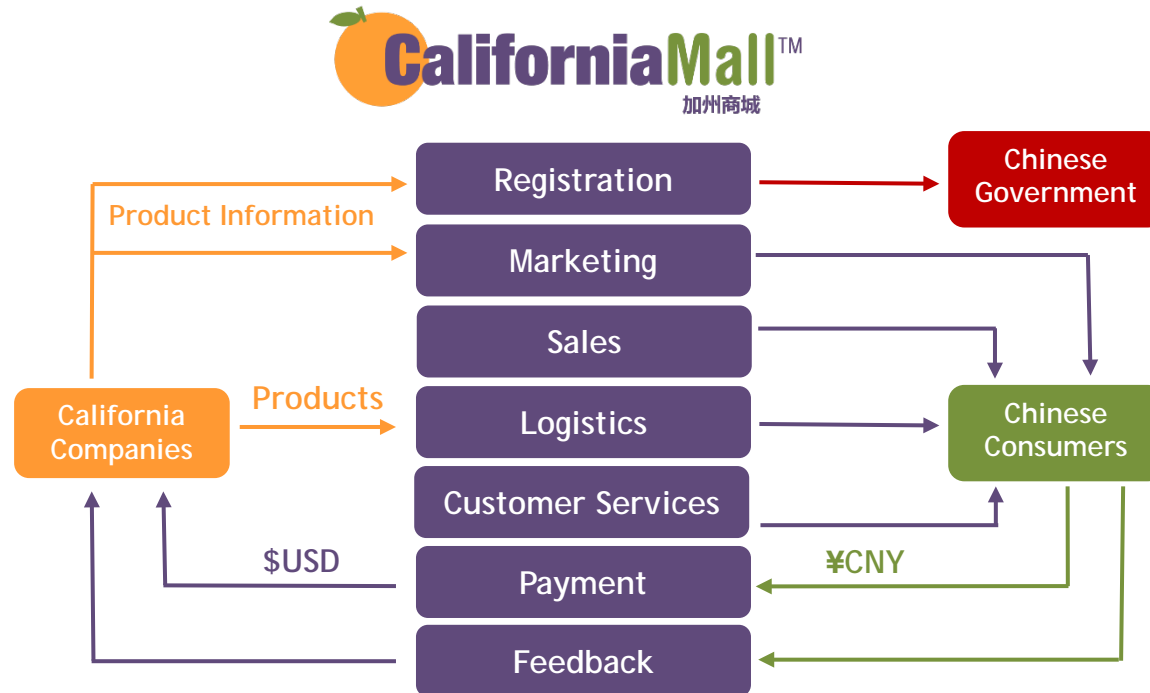 CaliforniaMall™
加州商城
Registration
Chinese
Government
Product Information
Marketing
Sales
Products
California
Companies
Logistics
Chinese
Consumers
Customer Services
$USD
Payment
¥CNY
Feedback